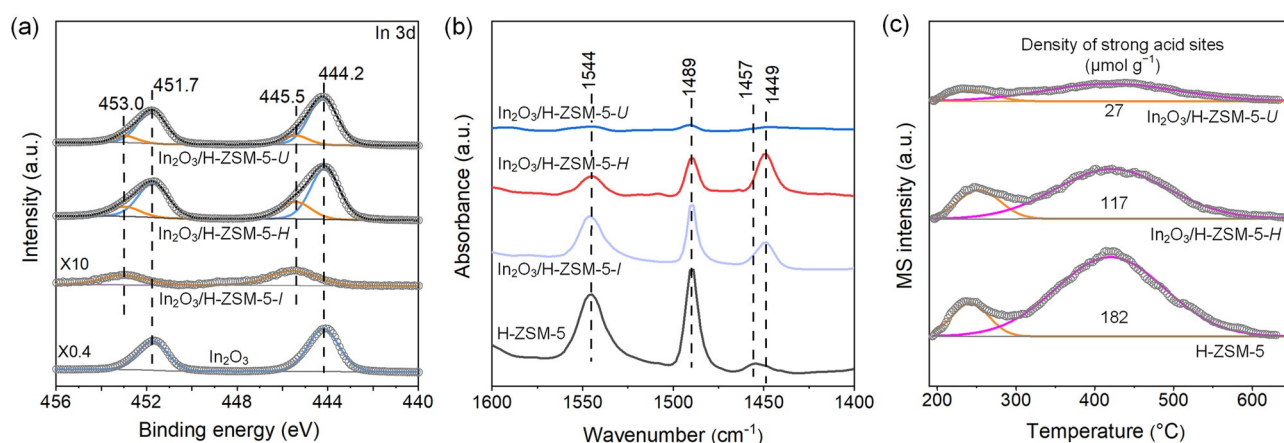 (a)
In 3d
444.2
451.7
453.0
445.5
In₂O₃/H-ZSM-5-U
In₂O₃/H-ZSM-5-H
X10
In₂O₃/H-ZSM-5-I
X0.4
In₂O₃
456 452 448 444 440
Binding energy (eV)
Intensity (a.u.)
(b)
1544
1489
1457
1449
In₂O₃/H-ZSM-5-U
In₂O₃/H-ZSM-5-H
In₂O₃/H-ZSM-5-I
H-ZSM-5
1600 1550 1500 1450 1400
Wavenumber (cm⁻¹)
Absorbance (a.u.)
(c)
Density of strong acid sites
(μmol g⁻¹)
27
In₂O₃/H-ZSM-5-U
117
In₂O₃/H-ZSM-5-H
182
H-ZSM-5
200 300 400 500 600
Temperature (°C)
MS intensity (a.u.)